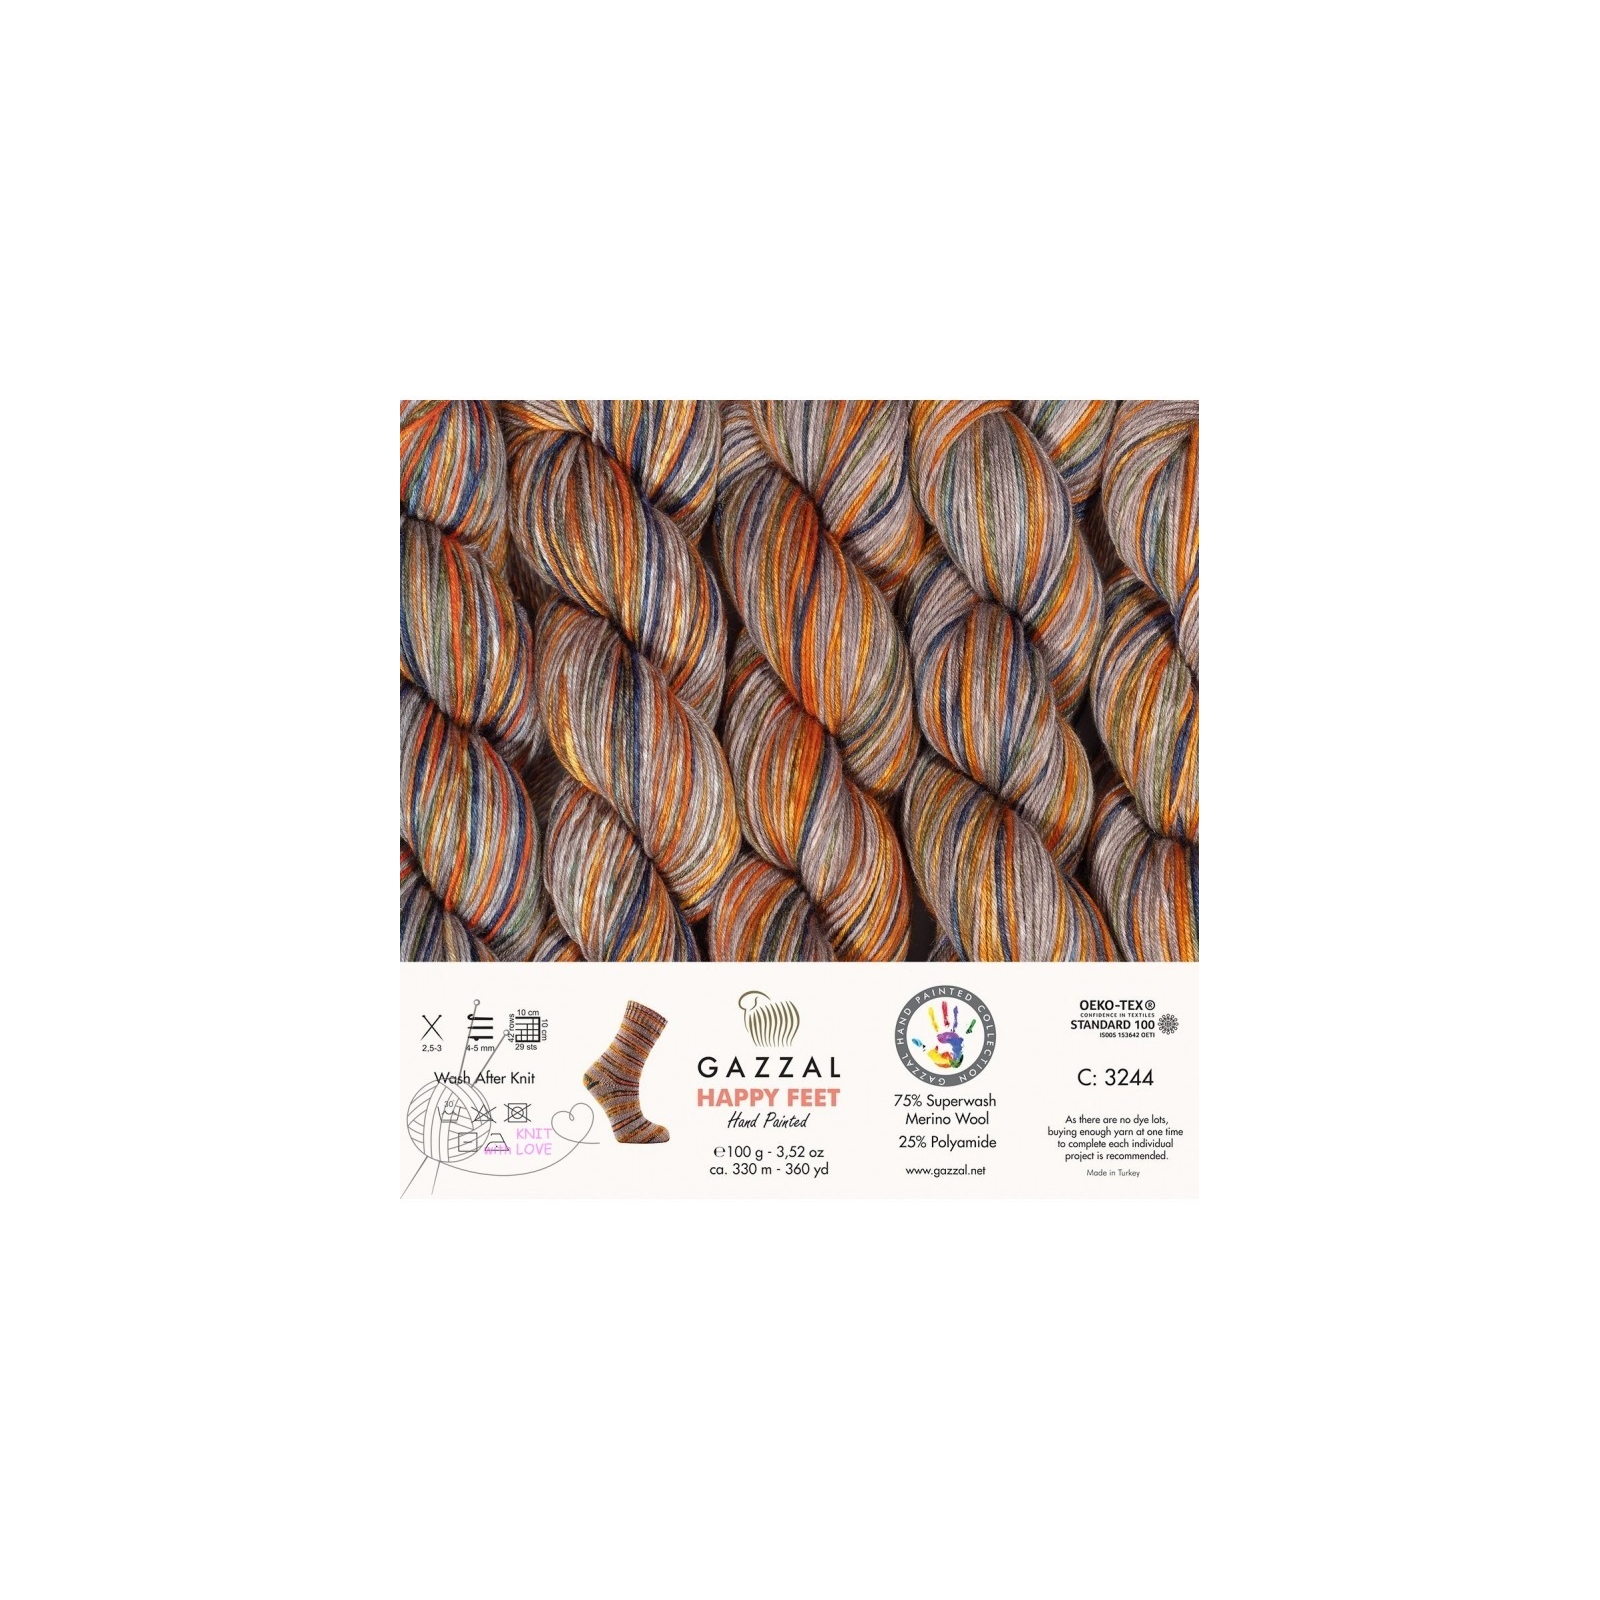 2,5-3
4-5 mm
10 cm
42 rows
10 cm
29 sts
Wash After Knit
30
KNIT
with LOVE
GAZZAL
HAPPY FEET
Hand Painted
℮100 g - 3,52 oz
ca. 330 m - 360 yd
GAZZAL HAND PAINTED COLLECTION
75% Superwash
Merino Wool
25% Polyamide
www.gazzal.net
OEKO-TEX®
CONFIDENCE IN TEXTILES
STANDARD 100
IS005 153642 OETI
C: 3244
As there are no dye lots,
buying enough yarn at one time
to complete each individual
project is recommended.
Made in Turkey